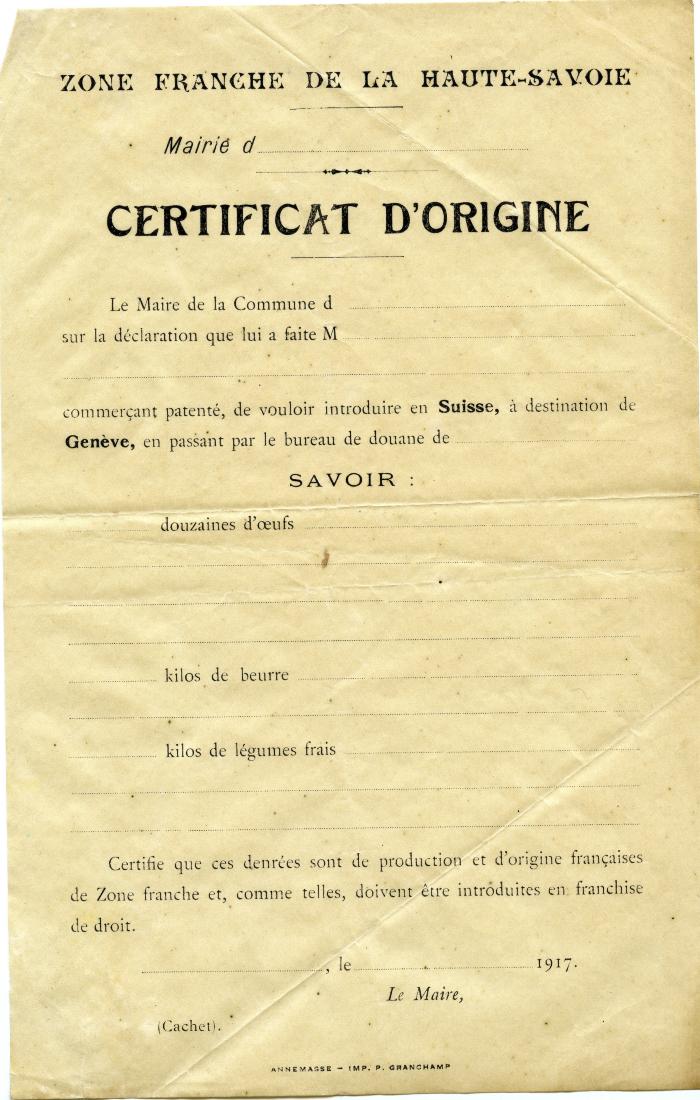 ZONE FRANCHE DE LA HAUTE-SAVOIE
Mairie d
CERTIFICAT D'ORIGINE
Le Maire de la Commune d
sur la déclaration que lui a faite M
commerçant patenté, de vouloir introduire en Suisse, à destination de
Genève, en passant par le bureau de douane de
SAVOIR :
douzaines d'œufs
kilos de beurre
kilos de légumes frais
Certifie que ces denrées sont de production et d'origine françaises
de Zone franche et, comme telles, doivent être introduites en franchise
de droit.
, le 1917.
Le Maire,
(Cachet).
ANNEMASSE – IMP. P. GRANCHAMP